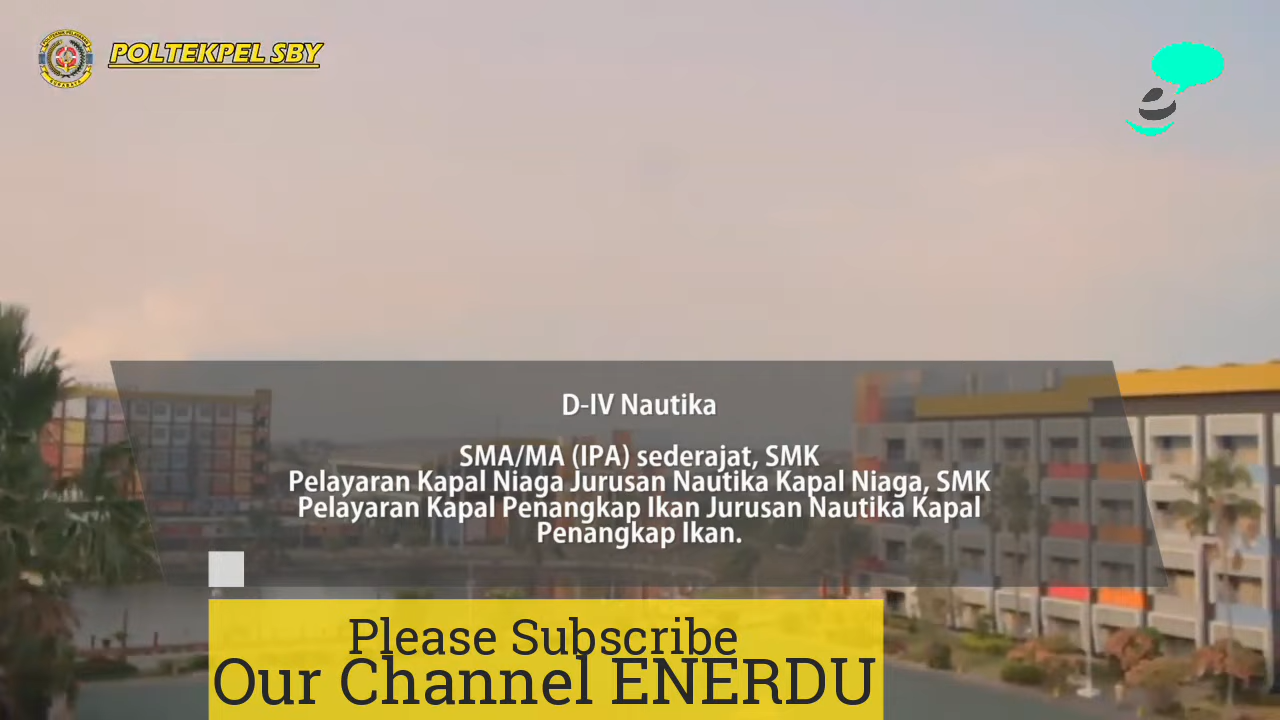 POLTEKPEL SBY
D-IV Nautika
SMA/MA (IPA) sederajat, SMK
Pelayaran Kapal Niaga Jurusan Nautika Kapal Niaga, SMK
Pelayaran Kapal Penangkap Ikan Jurusan Nautika Kapal
Penangkap Ikan.
Please Subscribe
Our Channel ENERDU